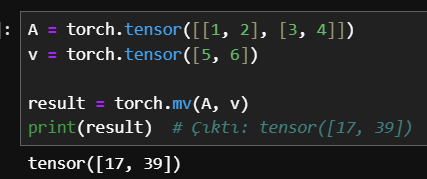 ]: A = torch.tensor([[1, 2], [3, 4]])
v = torch.tensor([5, 6])
result = torch.mv(A, v)
print(result)  # Çıktı: tensor([17, 39])
tensor([17, 39])